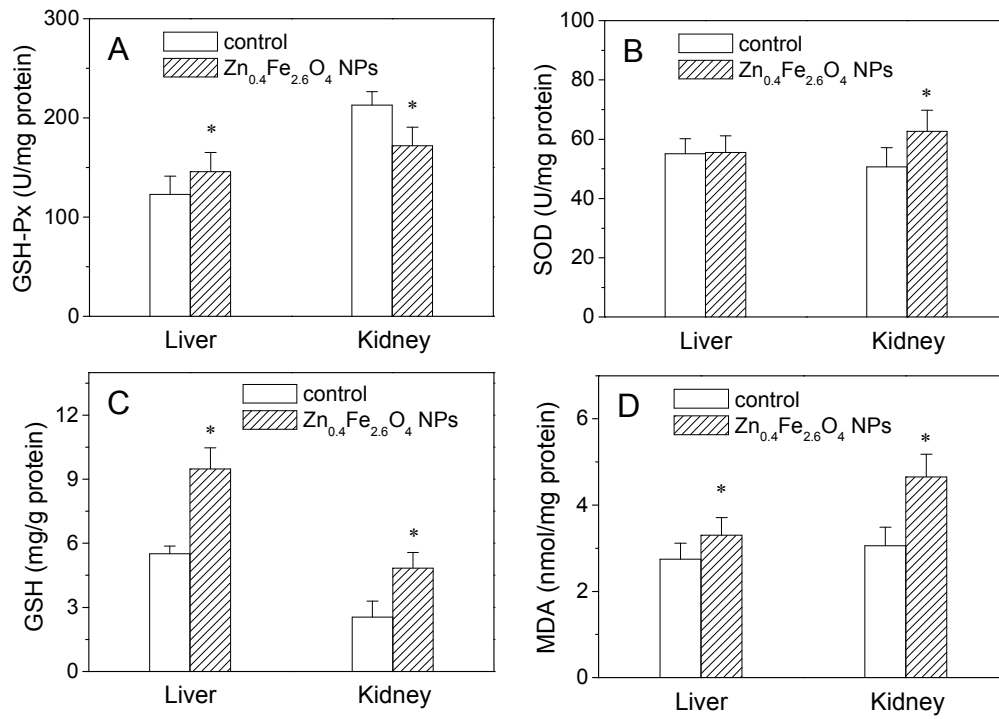 A
control
Zn0.4Fe2.6O4 NPs
GSH-Px (U/mg protein)
300
200
100
0
*
*
Liver Kidney
B
control
Zn0.4Fe2.6O4 NPs
SOD (U/mg protein)
100
80
60
40
20
0
*
Liver Kidney
C
control
Zn0.4Fe2.6O4 NPs
GSH (mg/g protein)
12
9
6
3
0
*
*
Liver Kidney
D
control
Zn0.4Fe2.6O4 NPs
MDA (nmol/mg protein)
6
4
2
0
*
*
Liver Kidney